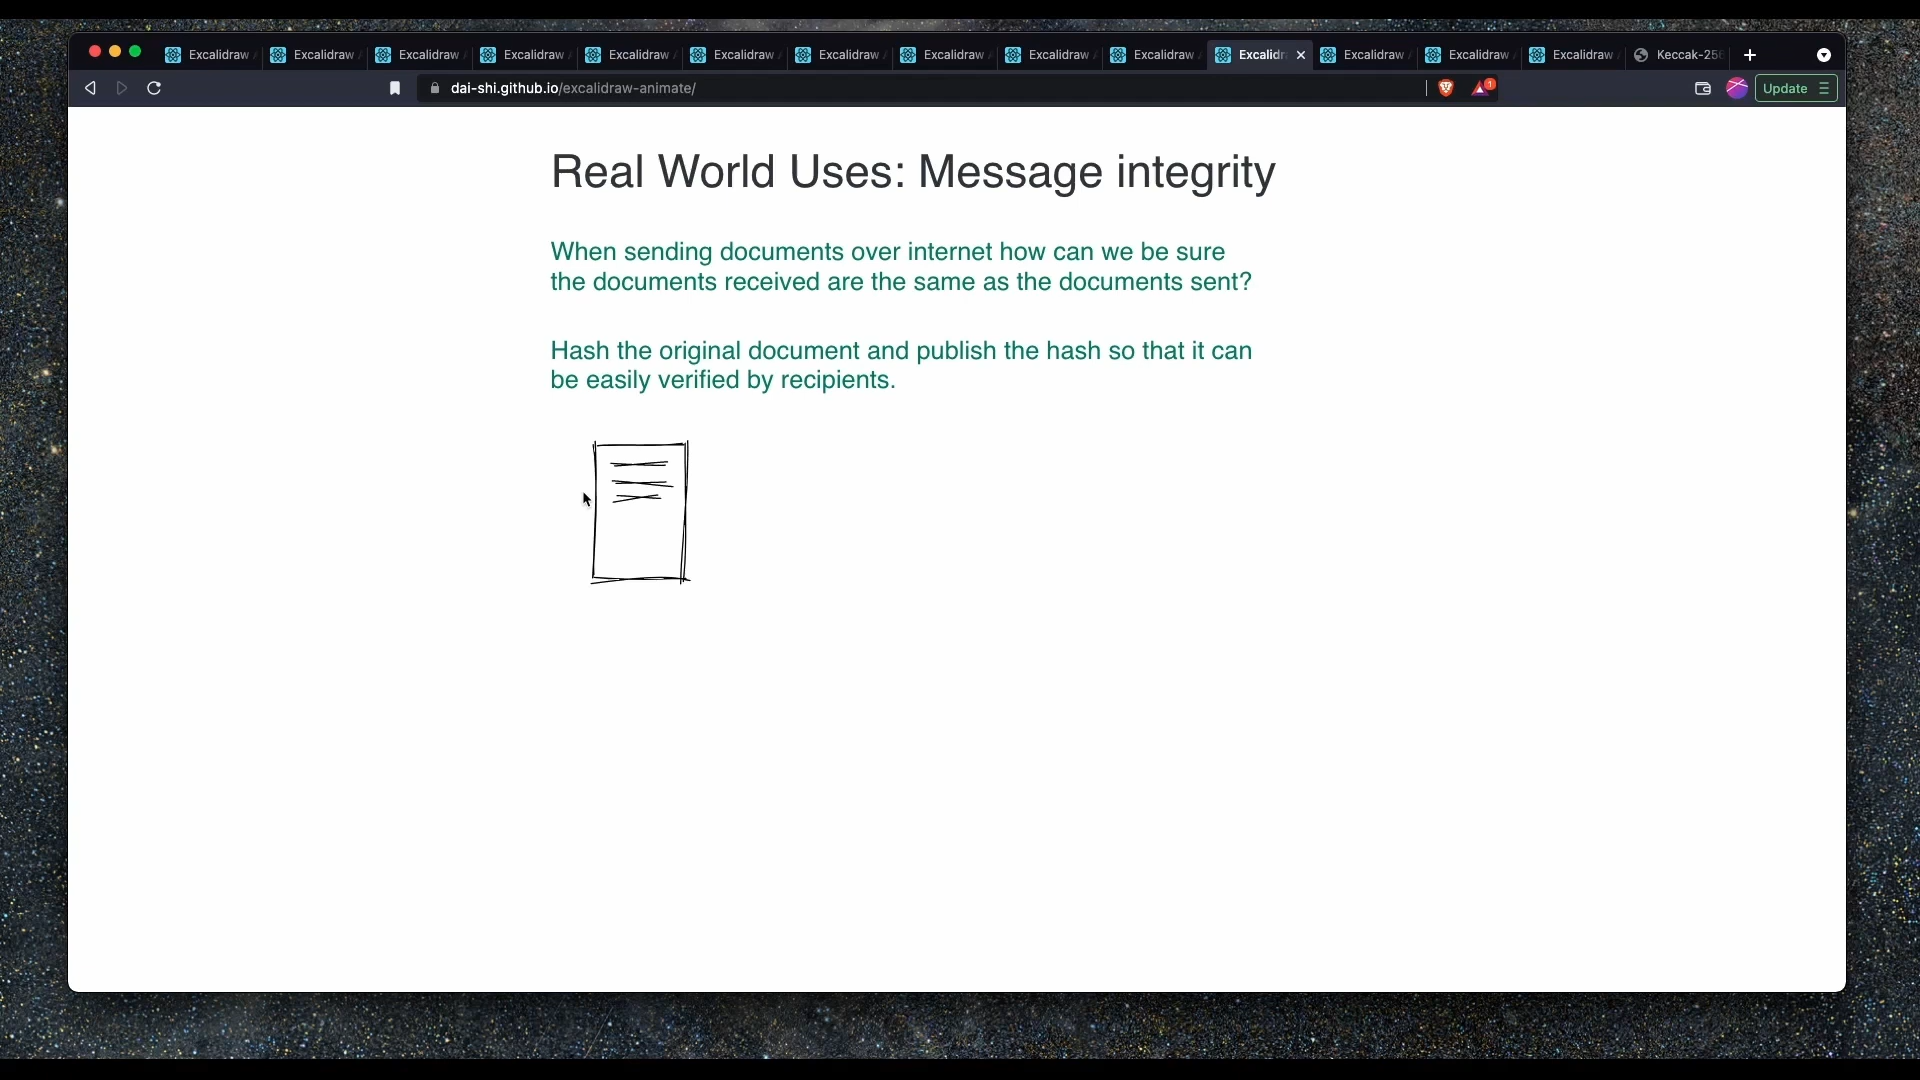 Excalidraw Excalidraw Excalidraw Excalidraw Excalidraw Excalidraw Excalidraw Excalidraw Excalidraw Excalidraw Excalidr Excalidraw Excalidraw Excalidraw Keccak-256
dai-shi.github.io/excalidraw-animate/ 1 Update
Real World Uses: Message integrity
When sending documents over internet how can we be sure
the documents received are the same as the documents sent?
Hash the original document and publish the hash so that it can
be easily verified by recipients.